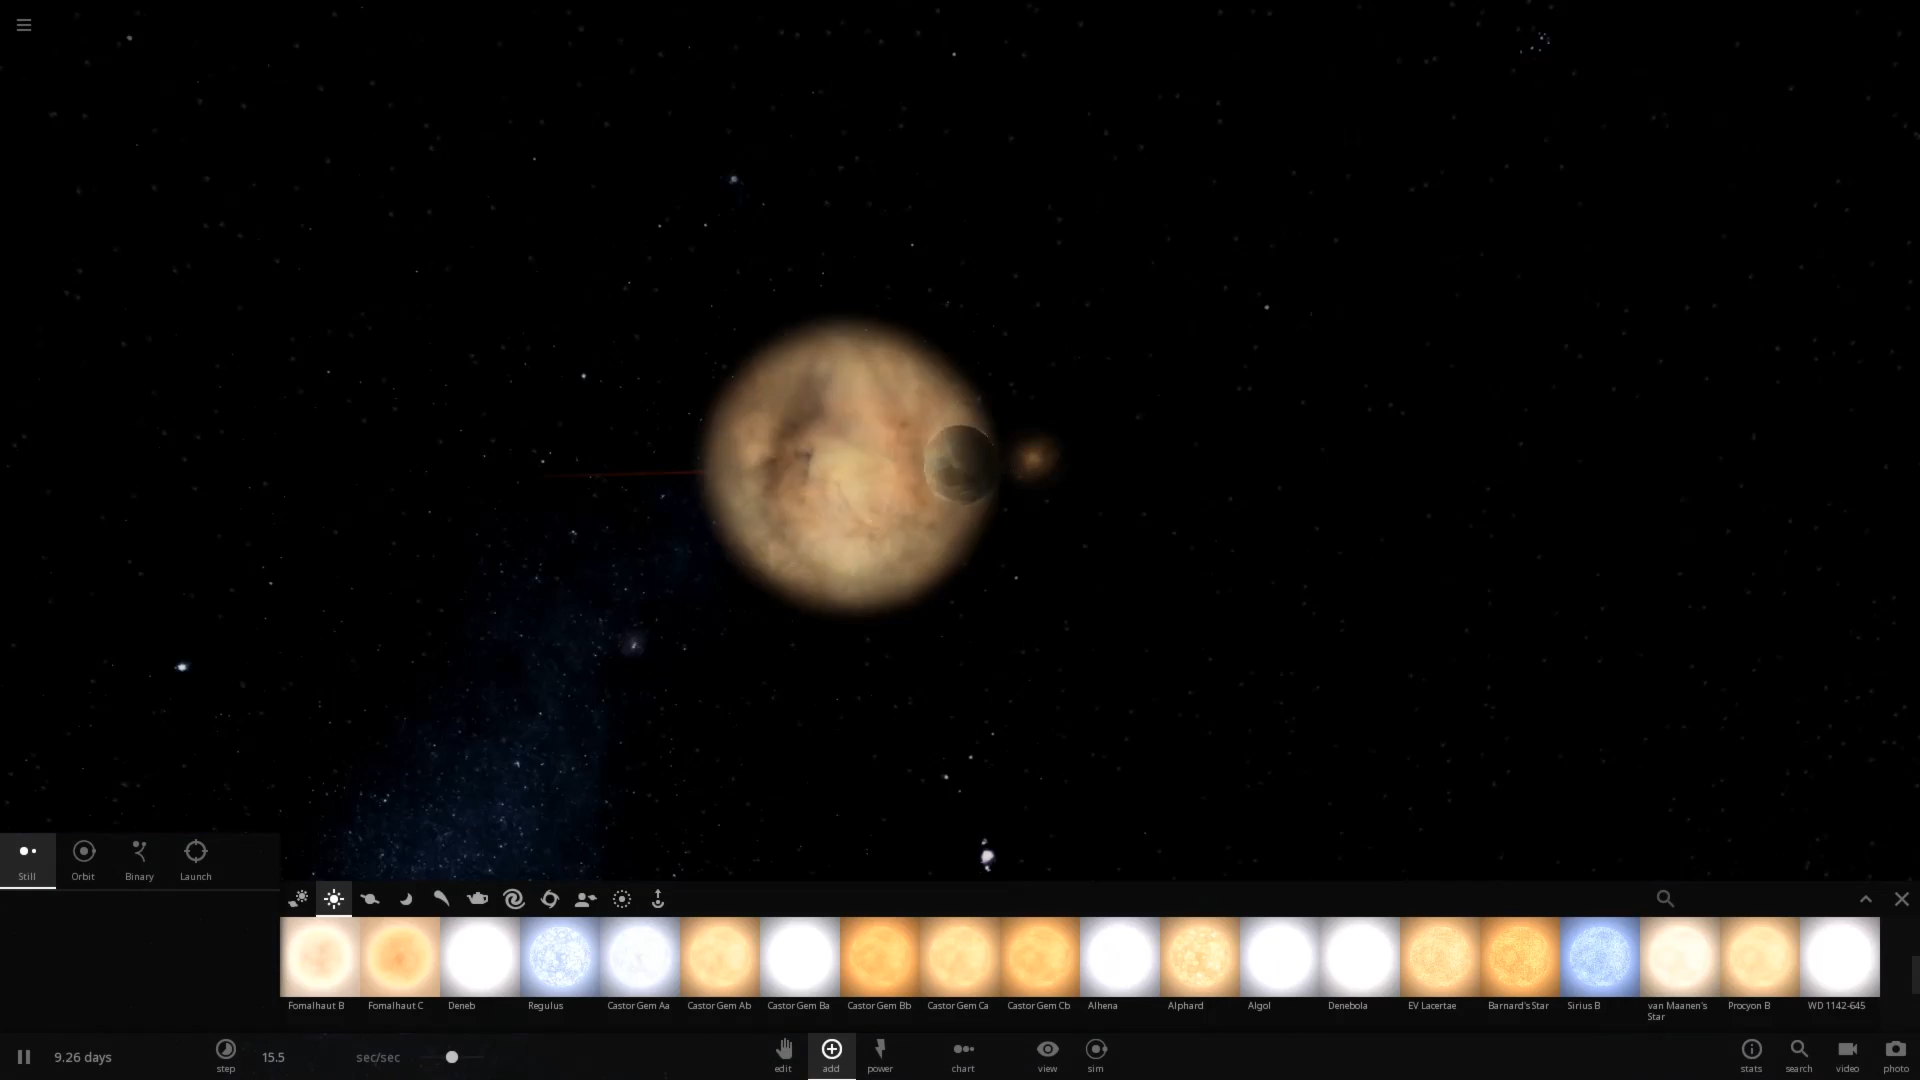 Still Orbit Binary Launch
Fomalhaut B Fomalhaut C Deneb Regulus Castor Gem Aa Castor Gem Ab Castor Gem Ba Castor Gem Bb Castor Gem Ca Castor Gem Cb Alhena Alphard Algol Denebola EV Lacertae Barnard's Star Sirius B van Maanen's Procyon B WD 1142-645
Star
9.26 days 15.5 sec/sec
step edit add power chart view sim stats search video photo